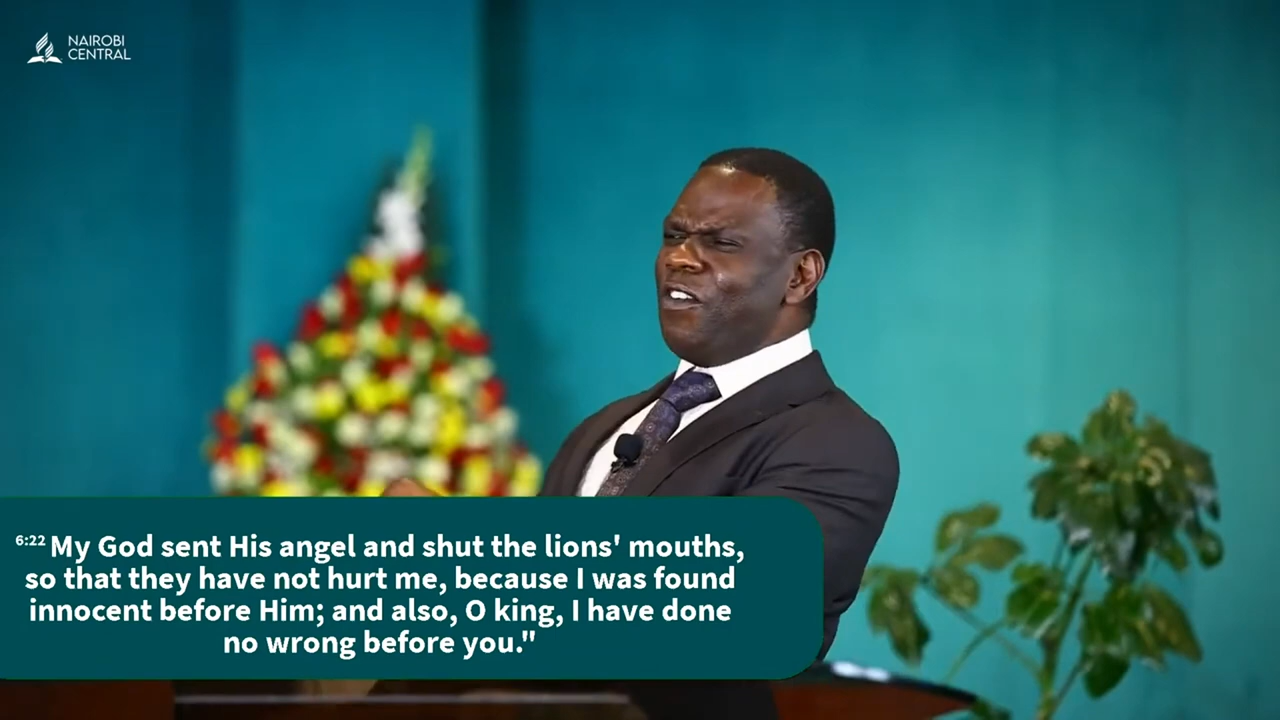 NAIROBI
CENTRAL
6:22 My God sent His angel and shut the lions' mouths,
so that they have not hurt me, because I was found
innocent before Him; and also, O king, I have done
no wrong before you."